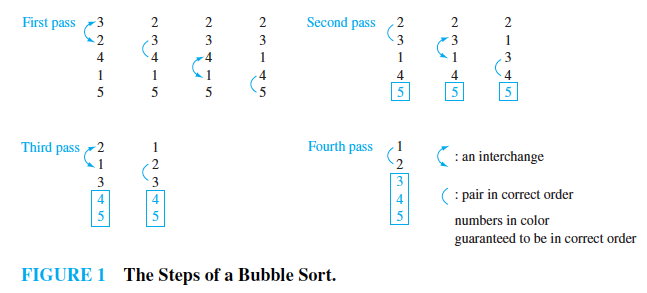 First pass 3 2 2 2 Second pass 2 2 2
2 3 3 3 3 3 1
4 4 4 1 1 1 3
1 1 1 4 4 4 4
5 5 5 5 5 5 5
Third pass 2 1 Fourth pass 1
1 2 2 : an interchange
3 3 3
4 4 4 : pair in correct order
5 5 5 numbers in color
guaranteed to be in correct order
FIGURE 1 The Steps of a Bubble Sort.